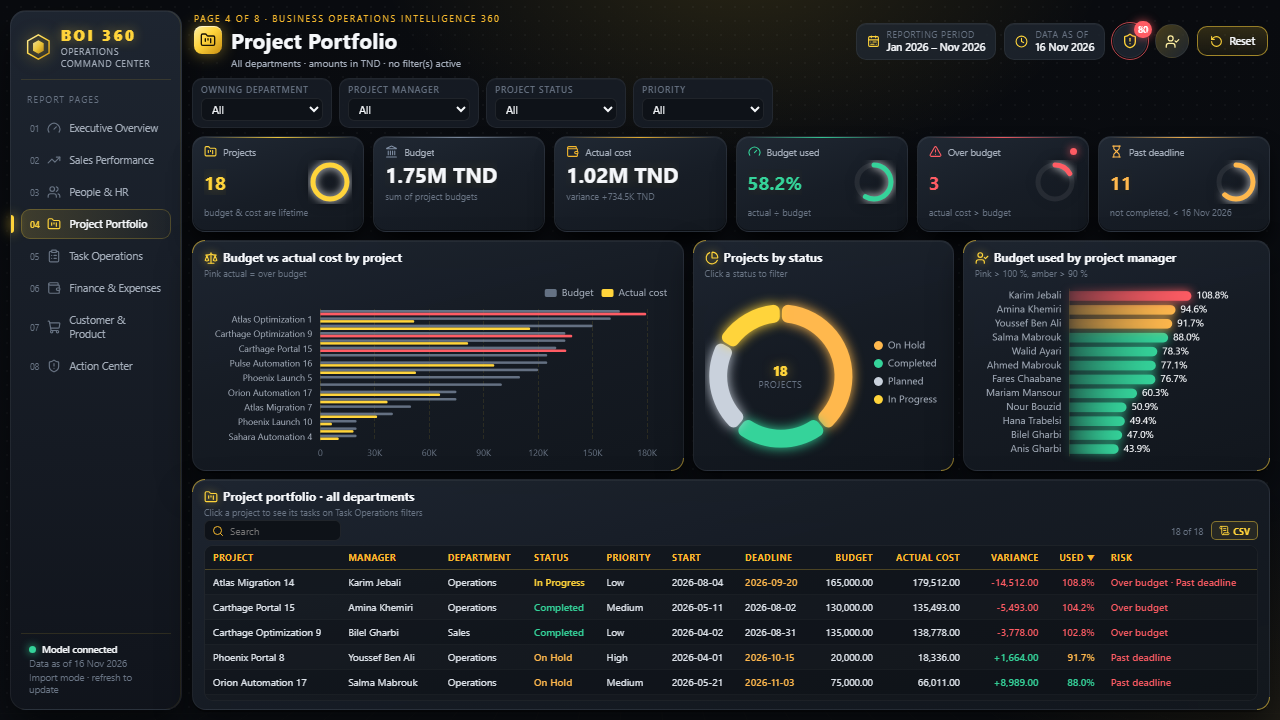 BOI 360
OPERATIONS
COMMAND CENTER
REPORT PAGES
01 Executive Overview
02 Sales Performance
03 People & HR
04 Project Portfolio
05 Task Operations
06 Finance & Expenses
07 Customer &
Product
08 Action Center
Model connected
Data as of 16 Nov 2026
Import mode · refresh to
update
PAGE 4 OF 8 · BUSINESS OPERATIONS INTELLIGENCE 360
Project Portfolio
All departments · amounts in TND · no filter(s) active
REPORTING PERIOD
Jan 2026 – Nov 2026
DATA AS OF
16 Nov 2026
80
Reset
OWNING DEPARTMENT
All
PROJECT MANAGER
All
PROJECT STATUS
All
PRIORITY
All
Projects
18
budget & cost are lifetime
Budget
1.75M TND
sum of project budgets
Actual cost
1.02M TND
variance +734.5K TND
Budget used
58.2%
actual ÷ budget
Over budget
3
actual cost > budget
Past deadline
11
not completed, < 16 Nov 2026
Budget vs actual cost by project
Pink actual = over budget
Budget Actual cost
Atlas Optimization 1
Carthage Optimization 9
Carthage Portal 15
Pulse Automation 16
Phoenix Launch 5
Orion Automation 17
Atlas Migration 7
Phoenix Launch 10
Sahara Automation 4
0 30K 60K 90K 120K 150K 180K
Projects by status
Click a status to filter
18
PROJECTS
On Hold
Completed
Planned
In Progress
Budget used by project manager
Pink > 100 %, amber > 90 %
Karim Jebali 108.8%
Amina Khemiri 94.6%
Youssef Ben Ali 91.7%
Salma Mabrouk 88.0%
Walid Ayari 78.3%
Ahmed Mabrouk 77.1%
Fares Chaabane 76.7%
Mariam Mansour 60.3%
Nour Bouzid 50.9%
Hana Trabelsi 49.4%
Bilel Gharbi 47.0%
Anis Gharbi 43.9%
Project portfolio · all departments
Click a project to see its tasks on Task Operations filters
Search
18 of 18
CSV
PROJECT MANAGER DEPARTMENT STATUS PRIORITY START DEADLINE BUDGET ACTUAL COST VARIANCE USED ▼ RISK
Atlas Migration 14 Karim Jebali Operations In Progress Low 2026-08-04 2026-09-20 165,000.00 179,512.00 -14,512.00 108.8% Over budget · Past deadline
Carthage Portal 15 Amina Khemiri Operations Completed Medium 2026-05-11 2026-08-02 130,000.00 135,493.00 -5,493.00 104.2% Over budget
Carthage Optimization 9 Bilel Gharbi Sales Completed Low 2026-04-02 2026-08-31 135,000.00 138,778.00 -3,778.00 102.8% Over budget
Phoenix Portal 8 Youssef Ben Ali Operations On Hold High 2026-04-01 2026-10-15 20,000.00 18,336.00 +1,664.00 91.7% Past deadline
Orion Automation 17 Salma Mabrouk Operations On Hold Medium 2026-05-21 2026-11-03 75,000.00 66,011.00 +8,989.00 88.0% Past deadline